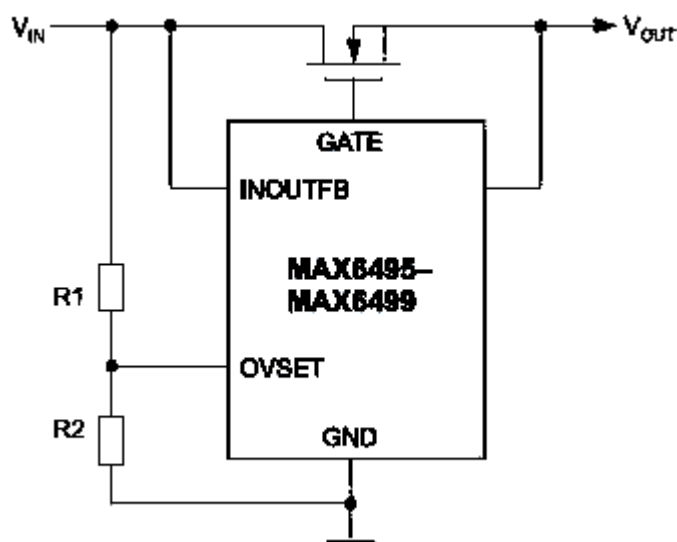 VIN
VOUT
GATE
INOUTFB
MAX6495–
MAX6499
R1
OVSET
R2
GND